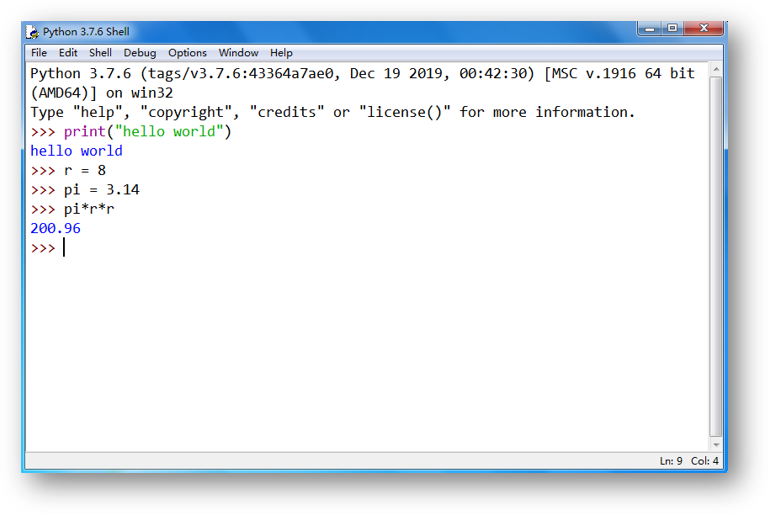 Python 3.7.6 Shell
File Edit Shell Debug Options Window Help
Python 3.7.6 (tags/v3.7.6:43364a7ae0, Dec 19 2019, 00:42:30) [MSC v.1916 64 bit
(AMD64)] on win32
Type "help", "copyright", "credits" or "license()" for more information.
>>> print("hello world")
hello world
>>> r = 8
>>> pi = 3.14
>>> pi*r*r
200.96
>>>
Ln: 9 Col: 4